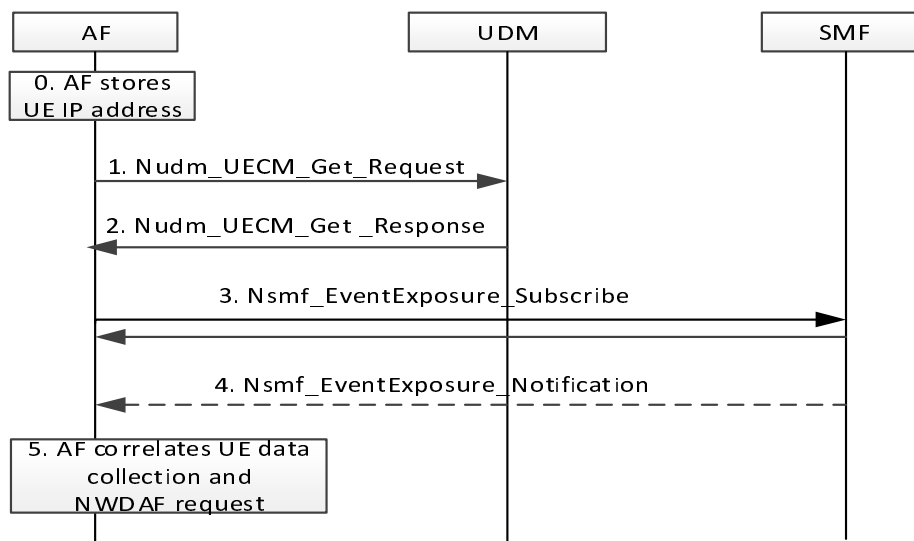 AF
UDM
SMF
0. AF stores
UE IP address
1. Nudm_UECM_Get_Request
2. Nudm_UECM_Get _Response
3. Nsmf_EventExposure_Subscribe
4. Nsmf_EventExposure_Notification
5. AF correlates UE data
collection and
NWDAF request